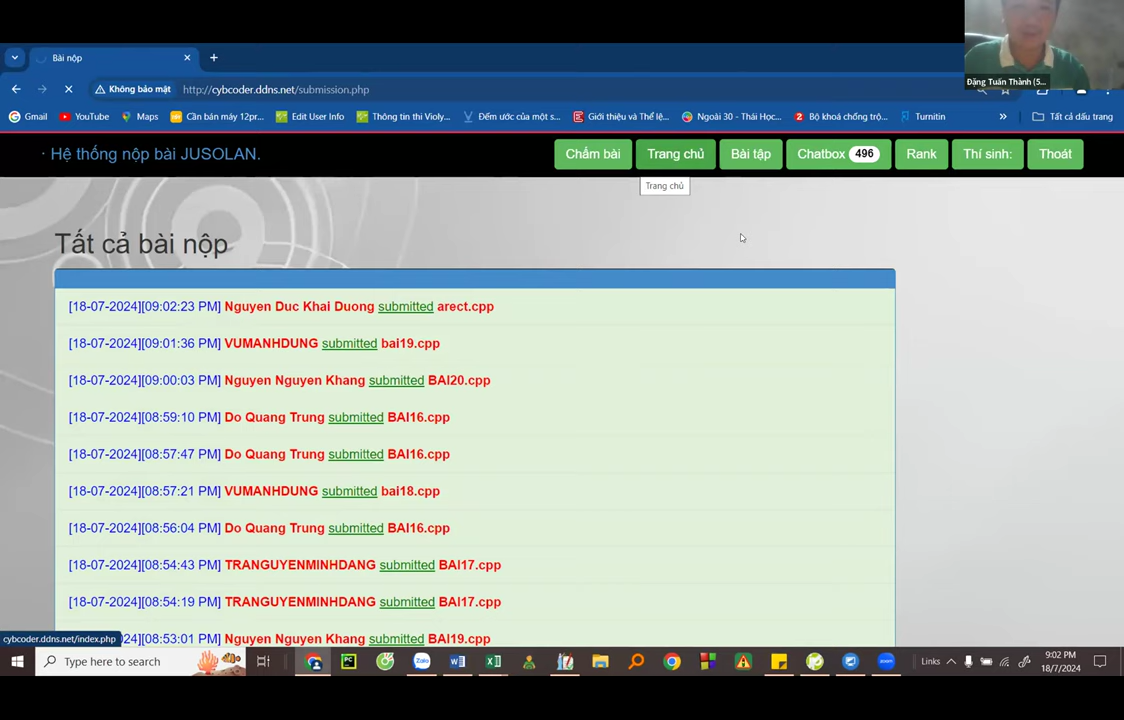 Bài nộp
Đặng Tuấn Thành (5...
Không bảo mật
http://cybcoder.ddns.net/submission.php
Gmail
YouTube
Maps
Cần bán máy 12pr...
Edit User Info
Thông tin thi Violy...
Đếm ước của một s...
Giới thiệu và Thể lệ...
Ngoài 30 - Thái Học...
Bộ khoá chống trộ...
Turnitin
»
Tất cả dấu trang
· Hệ thống nộp bài JUSOLAN.
Chấm bài
Trang chủ
Bài tập
Chatbox 496
Rank
Thí sinh:
Thoát
Trang chủ
Tất cả bài nộp
[18-07-2024][09:02:23 PM] Nguyen Duc Khai Duong submitted arect.cpp
[18-07-2024][09:01:36 PM] VUMANHDUNG submitted bai19.cpp
[18-07-2024][09:00:03 PM] Nguyen Nguyen Khang submitted BAI20.cpp
[18-07-2024][08:59:10 PM] Do Quang Trung submitted BAI16.cpp
[18-07-2024][08:57:47 PM] Do Quang Trung submitted BAI16.cpp
[18-07-2024][08:57:21 PM] VUMANHDUNG submitted bai18.cpp
[18-07-2024][08:56:04 PM] Do Quang Trung submitted BAI16.cpp
[18-07-2024][08:54:43 PM] TRANGUYENMINHDANG submitted BAI17.cpp
[18-07-2024][08:54:19 PM] TRANGUYENMINHDANG submitted BAI17.cpp
24][08:53:01 PM] Nguyen Nguyen Khang submitted BAI19.cpp
cybcoder.ddns.net/index.php
Type here to search
Links
9:02 PM
18/7/2024